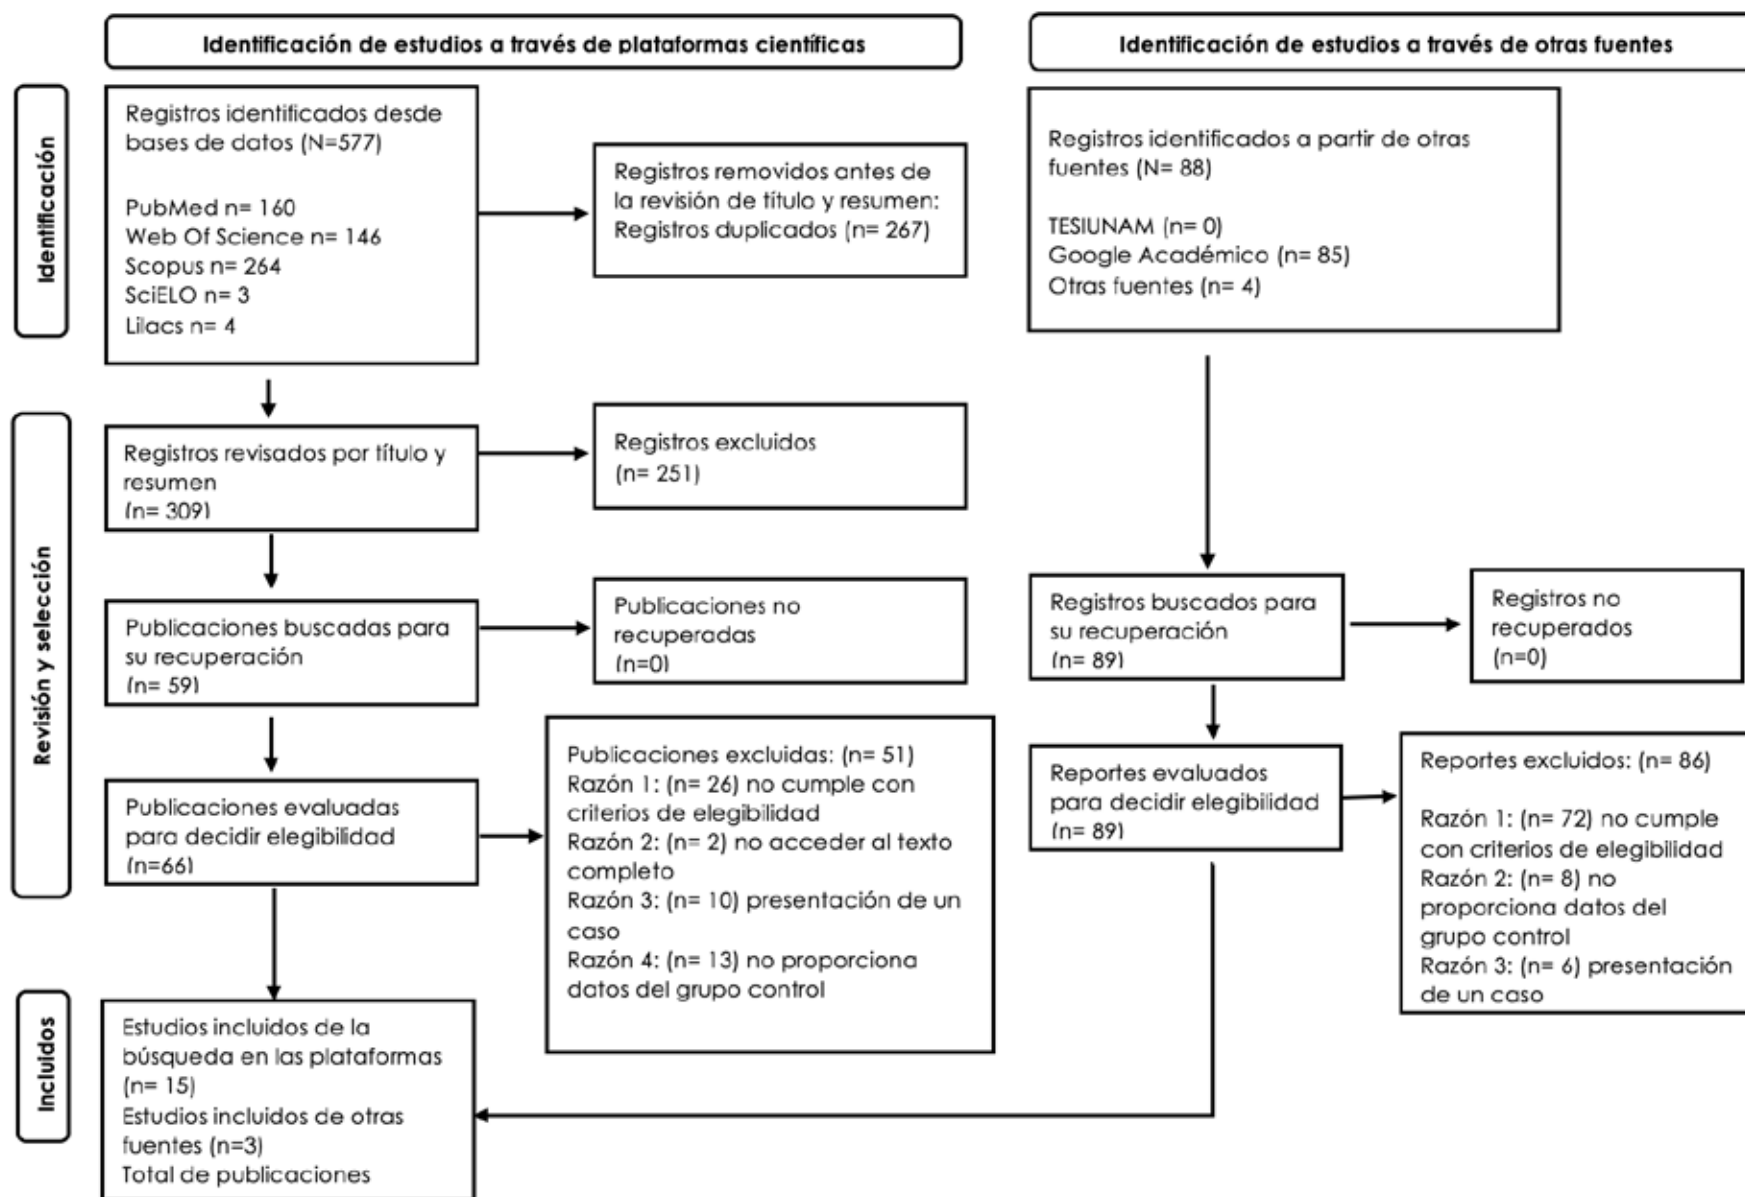 Identificación de estudios a través de plataformas científicas
Identificación de estudios a través de otras fuentes
Identificación
Registros identificados desde
bases de datos (N=577)
PubMed n= 160
Web Of Science n= 146
Scopus n= 264
SciELO n= 3
Lilacs n= 4
Registros removidos antes de
la revisión de título y resumen:
Registros duplicados (n= 267)
Registros identificados a partir de otras
fuentes (N= 88)
TESIUNAM (n= 0)
Google Académico (n= 85)
Otras fuentes (n= 4)
Revisión y selección
Registros revisados por título y
resumen
(n= 309)
Registros excluidos
(n= 251)
Publicaciones buscadas para
su recuperación
(n= 59)
Publicaciones no
recuperadas
(n=0)
Registros buscados para
su recuperación
(n= 89)
Registros no
recuperados
(n=0)
Publicaciones evaluadas
para decidir elegibilidad
(n=66)
Publicaciones excluidas: (n= 51)
Razón 1: (n= 26) no cumple con
criterios de elegibilidad
Razón 2: (n= 2) no acceder al texto
completo
Razón 3: (n= 10) presentación de un
caso
Razón 4: (n= 13) no proporciona
datos del grupo control
Reportes evaluados
para decidir elegibilidad
(n= 89)
Reportes excluidos: (n= 86)
Razón 1: (n= 72) no cumple
con criterios de elegibilidad
Razón 2: (n= 8) no
proporciona datos del
grupo control
Razón 3: (n= 6) presentación
de un caso
Incluidos
Estudios incluidos de la
búsqueda en las plataformas
(n= 15)
Estudios incluidos de otras
fuentes (n=3)
Total de publicaciones